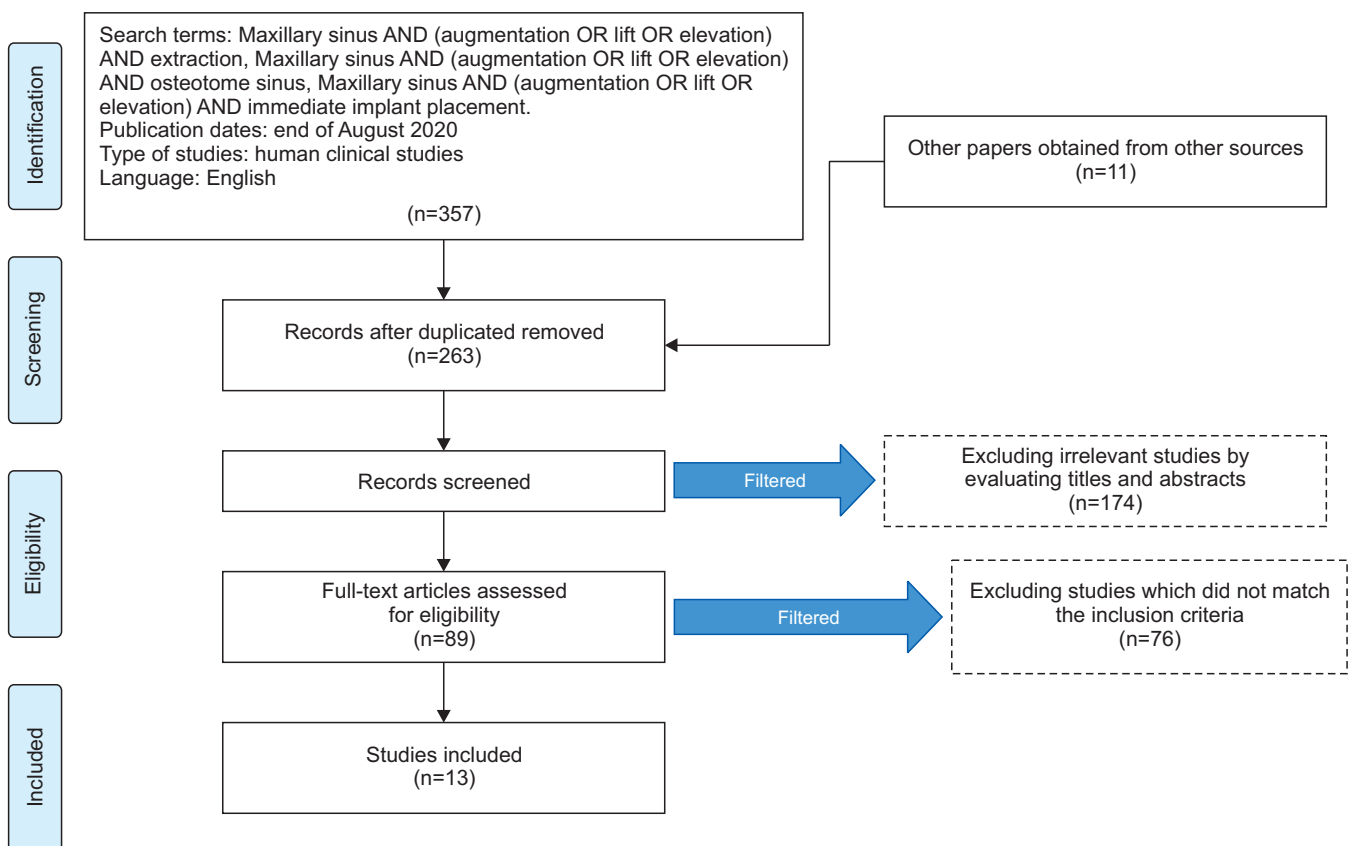 Identification
Search terms: Maxillary sinus AND (augmentation OR lift OR elevation)
AND extraction, Maxillary sinus AND (augmentation OR lift OR elevation)
AND osteotome sinus, Maxillary sinus AND (augmentation OR lift OR
elevation) AND immediate implant placement.
Publication dates: end of August 2020
Type of studies: human clinical studies
Language: English
(n=357)
Other papers obtained from other sources
(n=11)
Screening
Records after duplicated removed
(n=263)
Eligibility
Records screened
Filtered
Excluding irrelevant studies by
evaluating titles and abstracts
(n=174)
Full-text articles assessed
for eligibility
(n=89)
Filtered
Excluding studies which did not match
the inclusion criteria
(n=76)
Included
Studies included
(n=13)